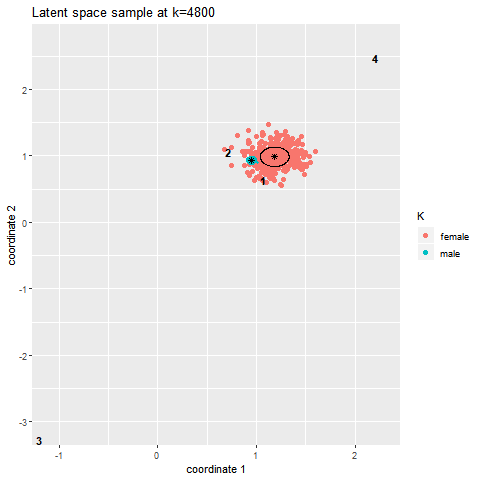 Latent space sample at k=4800
4
2
2
1
1
0
-1
-2
-3
3
-1
0
1
2
coordinate 1
coordinate 2
K
female
male